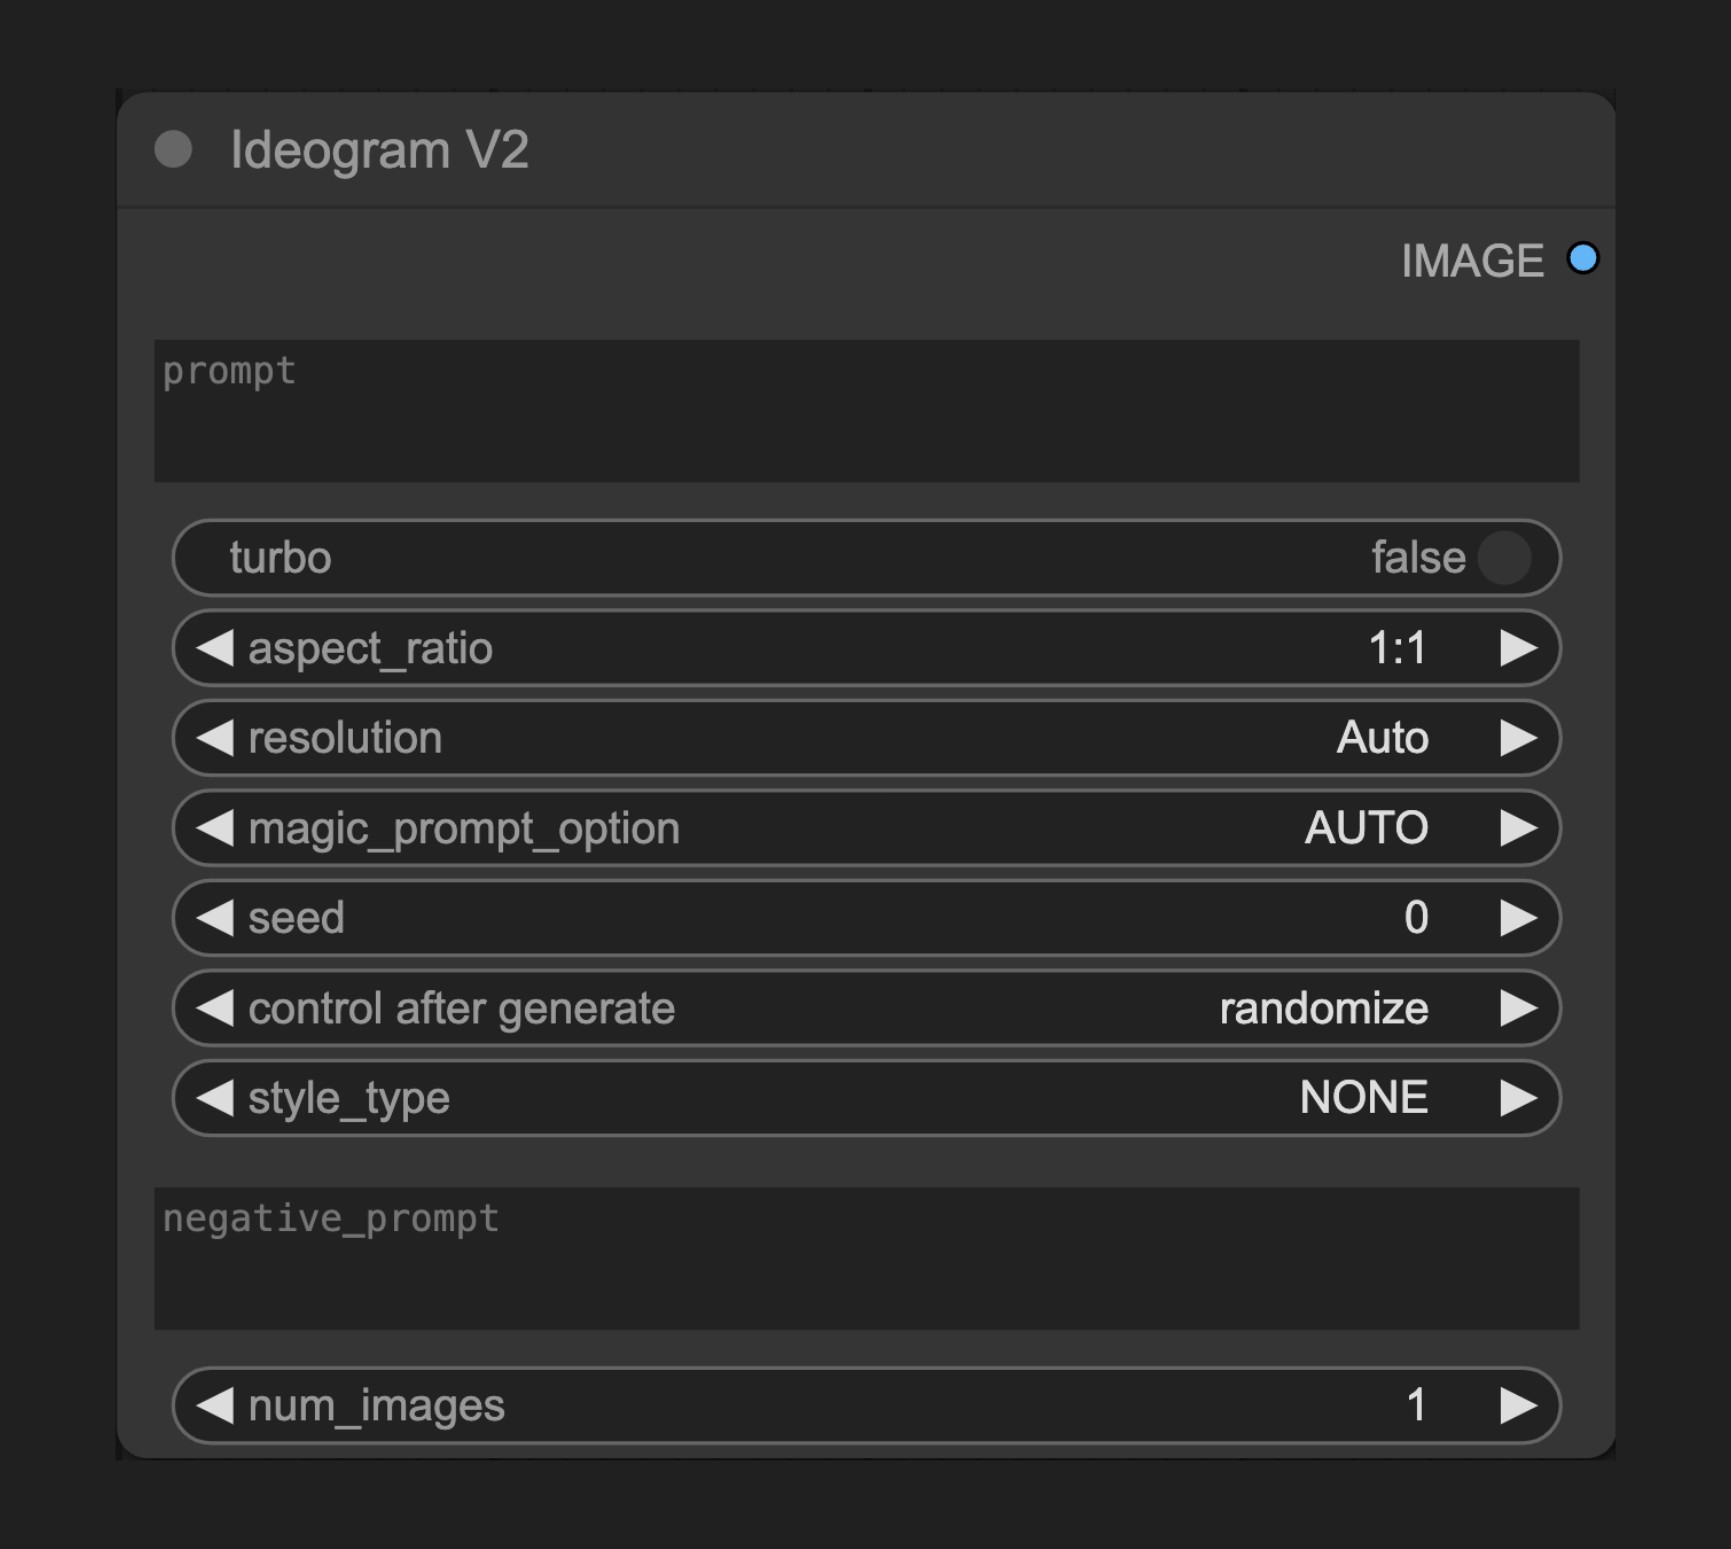 Ideogram V2
IMAGE
prompt
turbo false
aspect_ratio 1:1
resolution Auto
magic_prompt_option AUTO
seed 0
control after generate randomize
style_type NONE
negative_prompt
num_images 1